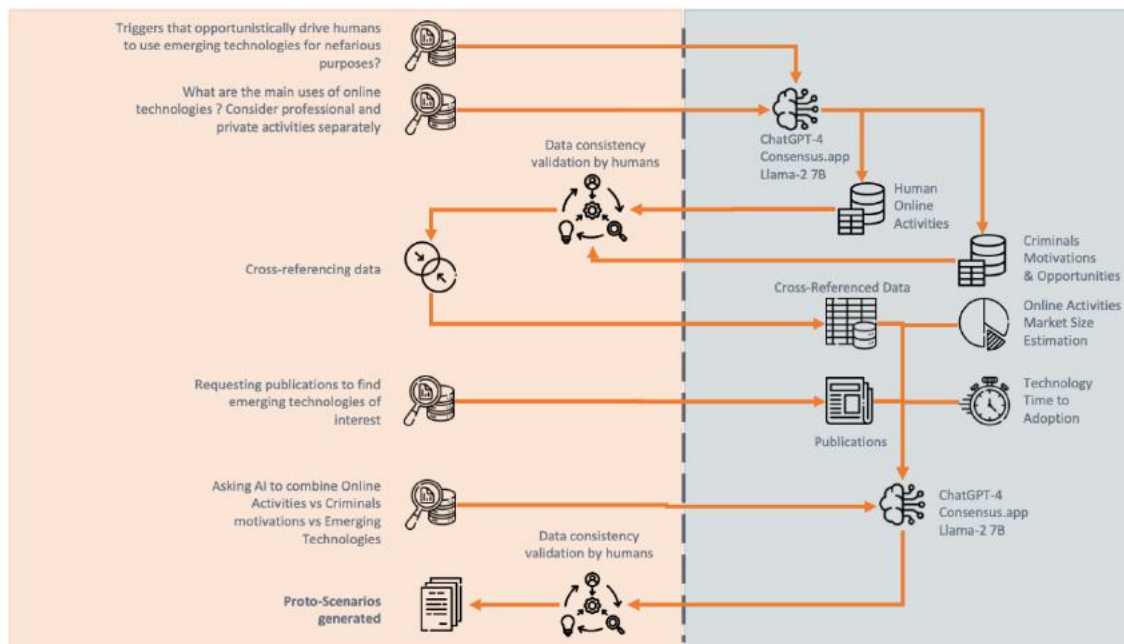 Triggers that opportunistically drive humans
to use emerging technologies for nefarious
purposes?
What are the main uses of online
technologies ? Consider professional and
private activities separately
ChatGPT-4
Consensus.app
Llama-2 7B
Data consistency
validation by humans
Human
Online
Activities
Criminals
Motivations
& Opportunities
Cross-referencing data
Cross-Referenced Data
Online Activities
Market Size
Estimation
Requesting publications to find
emerging technologies of
interest
Publications
Technology
Time to
Adoption
Asking AI to combine Online
Activities vs Criminals
motivations vs Emerging
Technologies
ChatGPT-4
Consensus.app
Llama-2 7B
Data consistency
validation by humans
Proto-Scenarios
generated